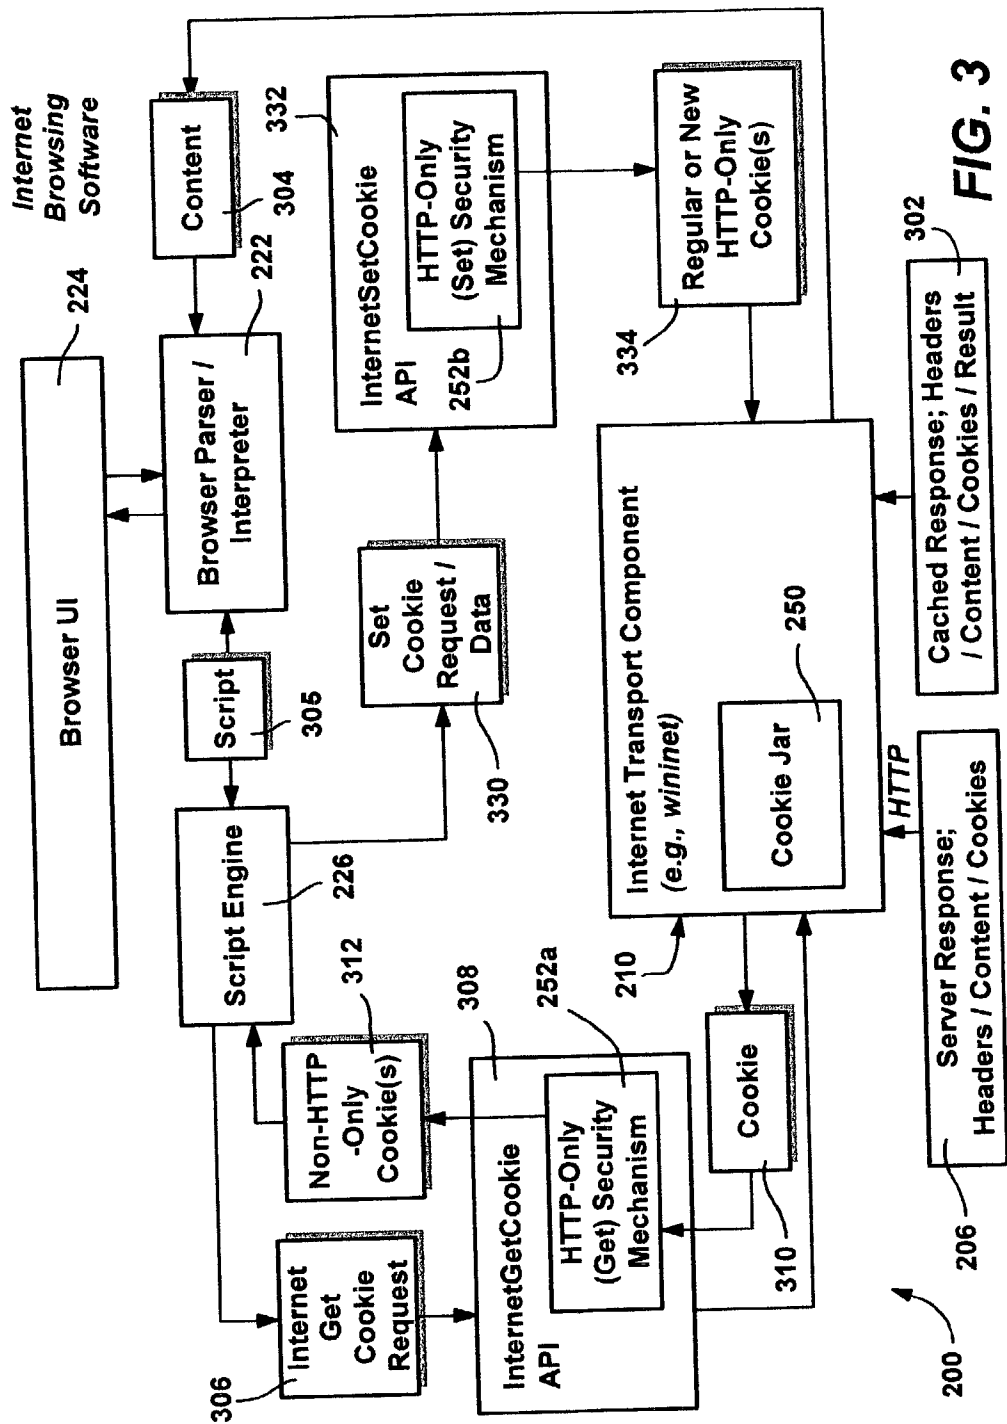 Internet
Browsing
Software
224
Browser UI
Content
304
222
Browser Parser /
Interpreter
Script
305
Script Engine
226
332
InternetSetCookie
API
HTTP-Only
(Set) Security
Mechanism
252b
Set
Cookie
Request /
Data
330
312
Non-HTTP
-Only
Cookie(s)
306
Internet
Get
Cookie
Request
308
InternetGetCookie
API
252a
HTTP-Only
(Get) Security
Mechanism
334
Regular or New
HTTP-Only
Cookie(s)
Internet Transport Component
(e.g., wininet)
250
Cookie Jar
210
Cookie
310
HTTP
302
Cached Response; Headers
/ Content / Cookies / Result
Server Response;
Headers / Content / Cookies
206
200
FIG. 3